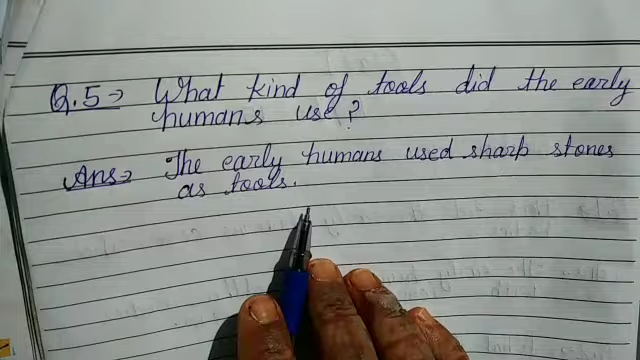 Q.5→ What kind of tools did the early
humans use?
Ans→ The early humans used sharp stones
as tools.